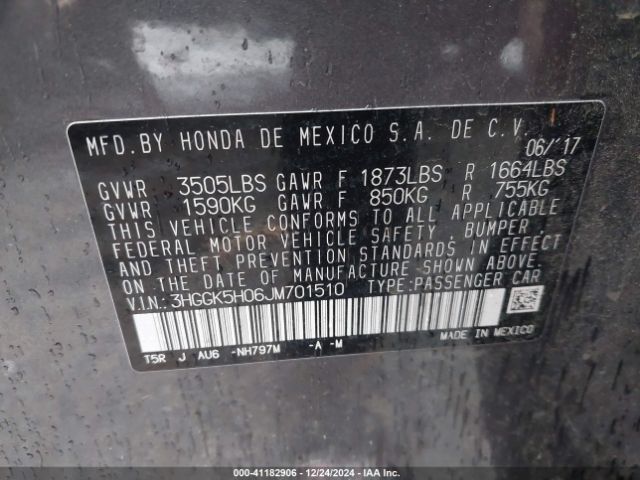 MFD.BY HONDA DE MEXICO S.A. DE C.V.
06/'17
GVWR 3505LBS GAWR F 1873LBS R 1664LBS
GVWR 1590KG GAWR F 850KG R 755KG
THIS VEHICLE CONFORMS TO ALL APPLICABLE
FEDERAL MOTOR VEHICLE SAFETY, BUMPER,
AND THEFT PREVENTION STANDARDS IN EFFECT
ON THE DATE OF MANUFACTURE SHOWN ABOVE.
V.I.N.: 3HGGK5H06JM701510 TYPE:PASSENGER CAR
MADE IN MEXICO
T5R J AU6 -NH797M -A -M
000-41182906 - 12/24/2024 - IAA Inc.